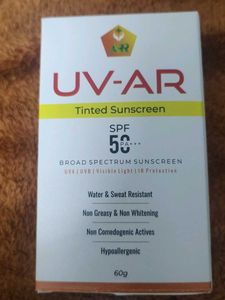 UV-AR
Tinted Sunscreen
SPF
50
PA+++
BROAD SPECTRUM SUNSCREEN
UVA | UVB | Visible Light | IR Protection
Water & Sweat Resistant
Non Greasy & Non Whitening
Non Comedogenic Actives
Hypoallergenic
60g